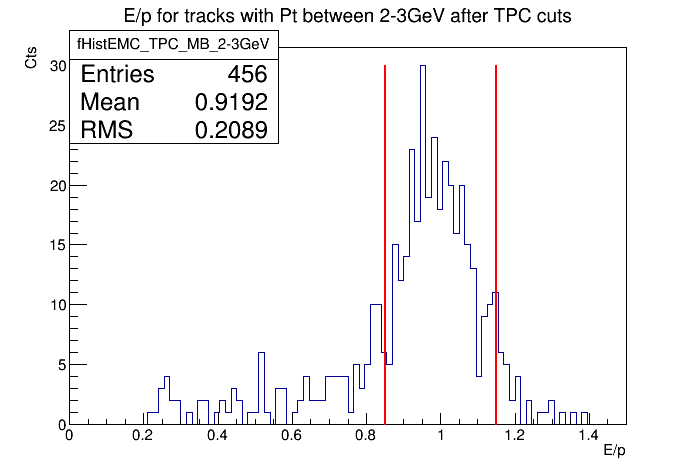 E/p for tracks with Pt between 2-3GeV after TPC cuts
fHistEMC_TPC_MB_2-3GeV
Entries 456
Mean 0.9192
RMS 0.2089
Cts
30
25
20
15
10
5
0
0 0.2 0.4 0.6 0.8 1 1.2 1.4
E/p